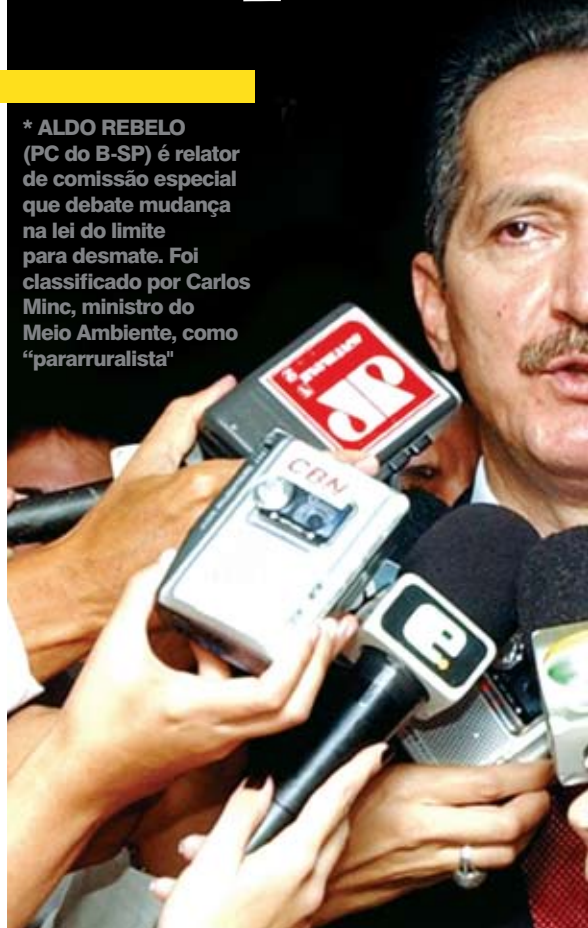 * ALDO REBELO
(PC do B-SP) é relator
de comissão especial
que debate mudança
na lei do limite
para desmate. Foi
classificado por Carlos
Minc, ministro do
Meio Ambiente, como
“pararruralista"
JP
CBN
e